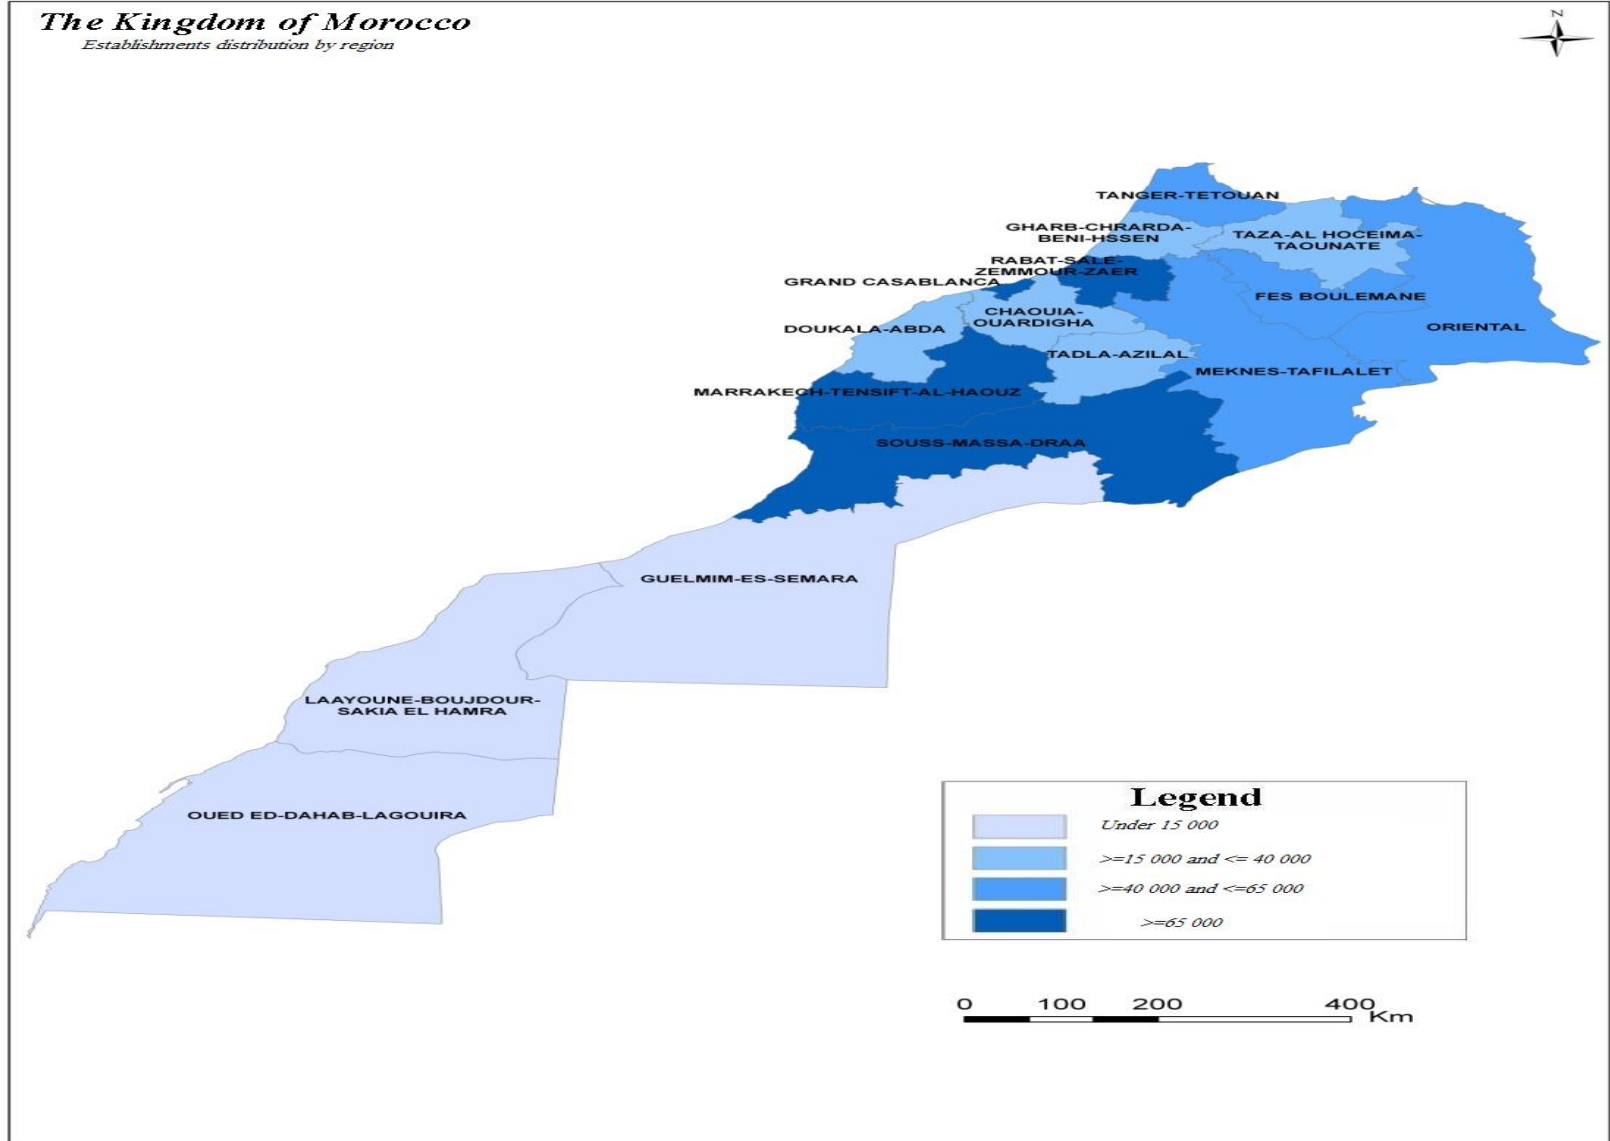 The Kingdom of Morocco
Establishments distribution by region
N
TANGER-TETOUAN
GHARB-CHRARDA-
BENI-HSSEN
TAZA-AL HOCEIMA-
TAOUNATE
RABAT-SALE-
ZEMMOUR-ZAER
GRAND CASABLANCA
FES BOULEMANE
CHAOUIA-
OUARDIGHA
DOUKALA-ABDA
ORIENTAL
TADLA-AZILAL
MEKNES-TAFILALET
MARRAKECH-TENSIFT-AL-HAOUZ
SOUSS-MASSA-DRAA
GUELMIM-ES-SEMARA
LAAYOUNE-BOUJDOUR-
SAKIA EL HAMRA
OUED ED-DAHAB-LAGOUIRA
Legend
Under 15 000
>=15 000 and <= 40 000
>=40 000 and <=65 000
>=65 000
0 100 200 400
Km